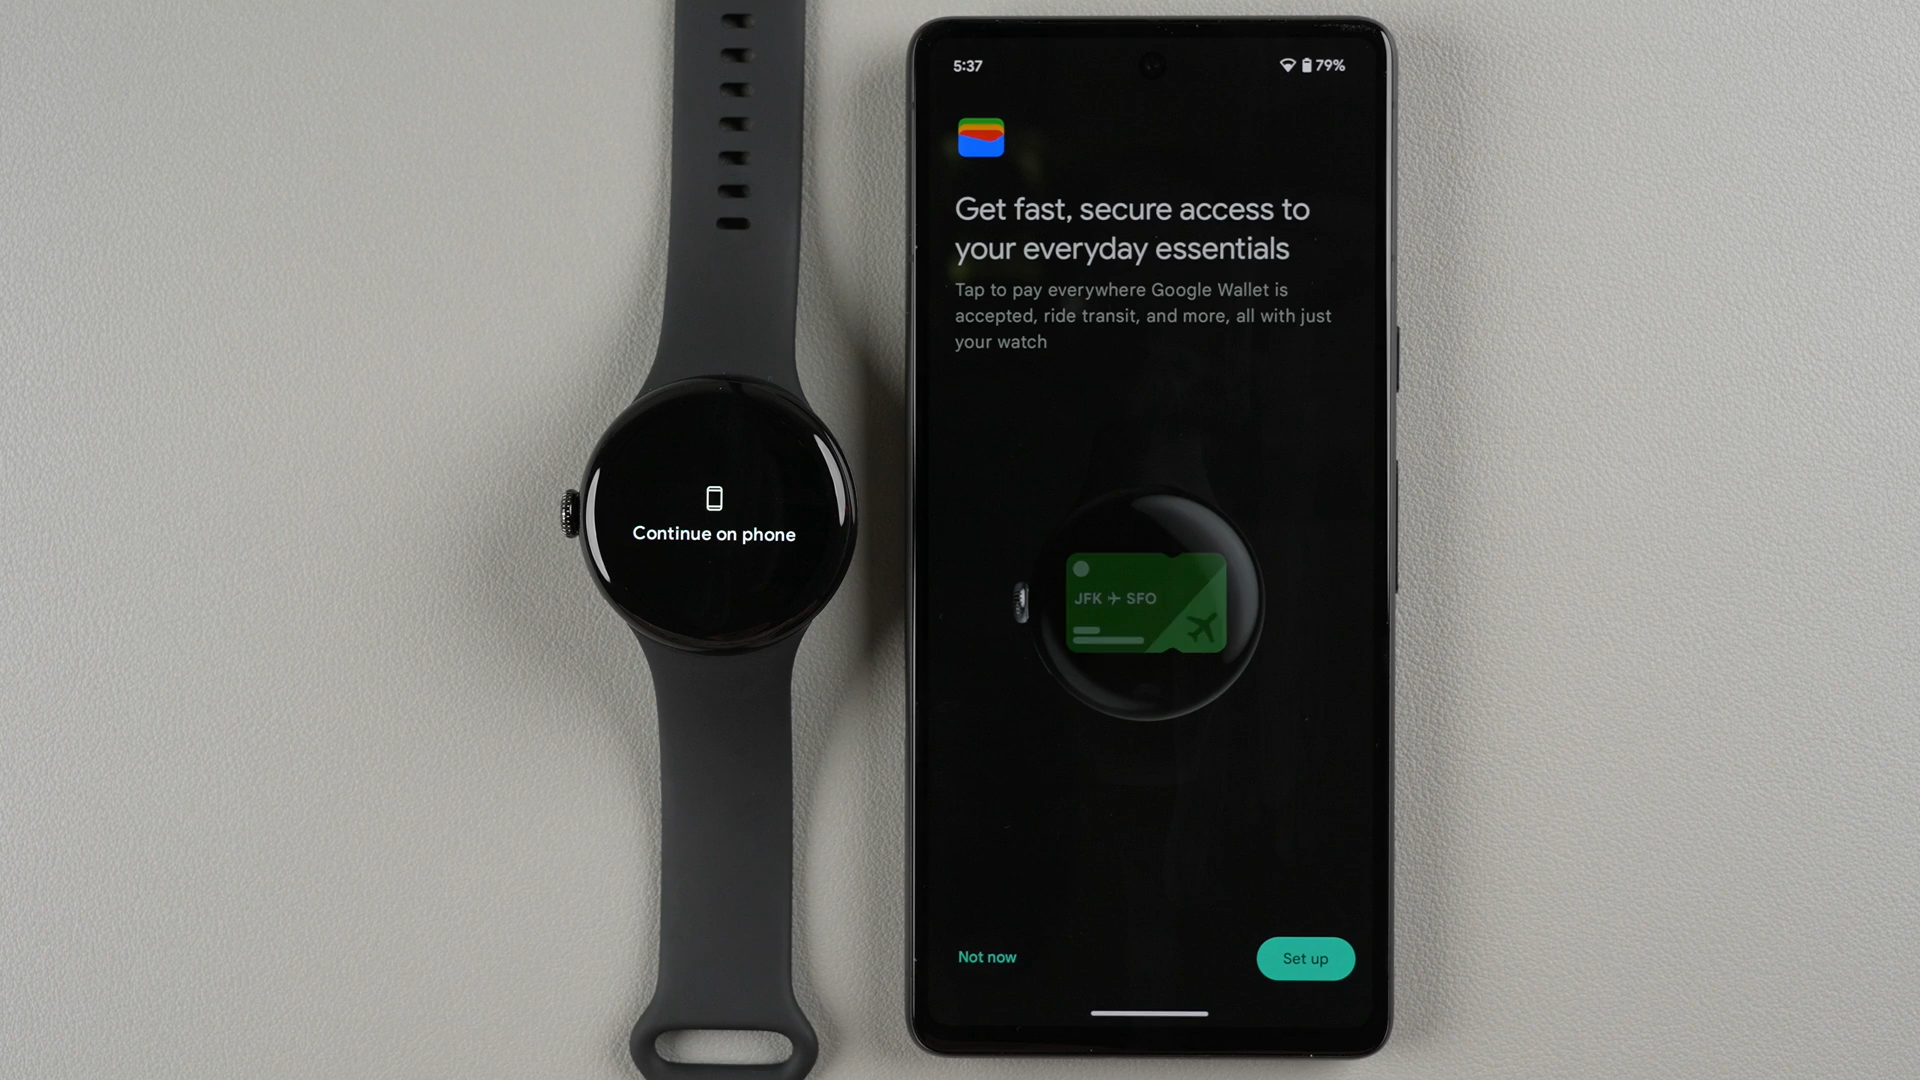 Continue on phone
5:37
79%
Get fast, secure access to
your everyday essentials
Tap to pay everywhere Google Wallet is
accepted, ride transit, and more, all with just
your watch
JFK ✈ SFO
Not now
Set up